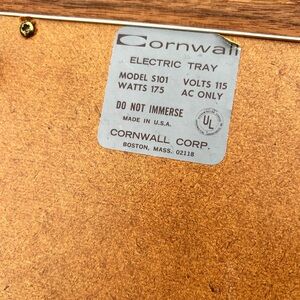 Cornwall
ELECTRIC TRAY
MODEL S101 VOLTS 115
WATTS 175 AC ONLY
DO NOT IMMERSE
MADE IN U.S.A.
UL
CORNWALL CORP.
BOSTON, MASS. 02118